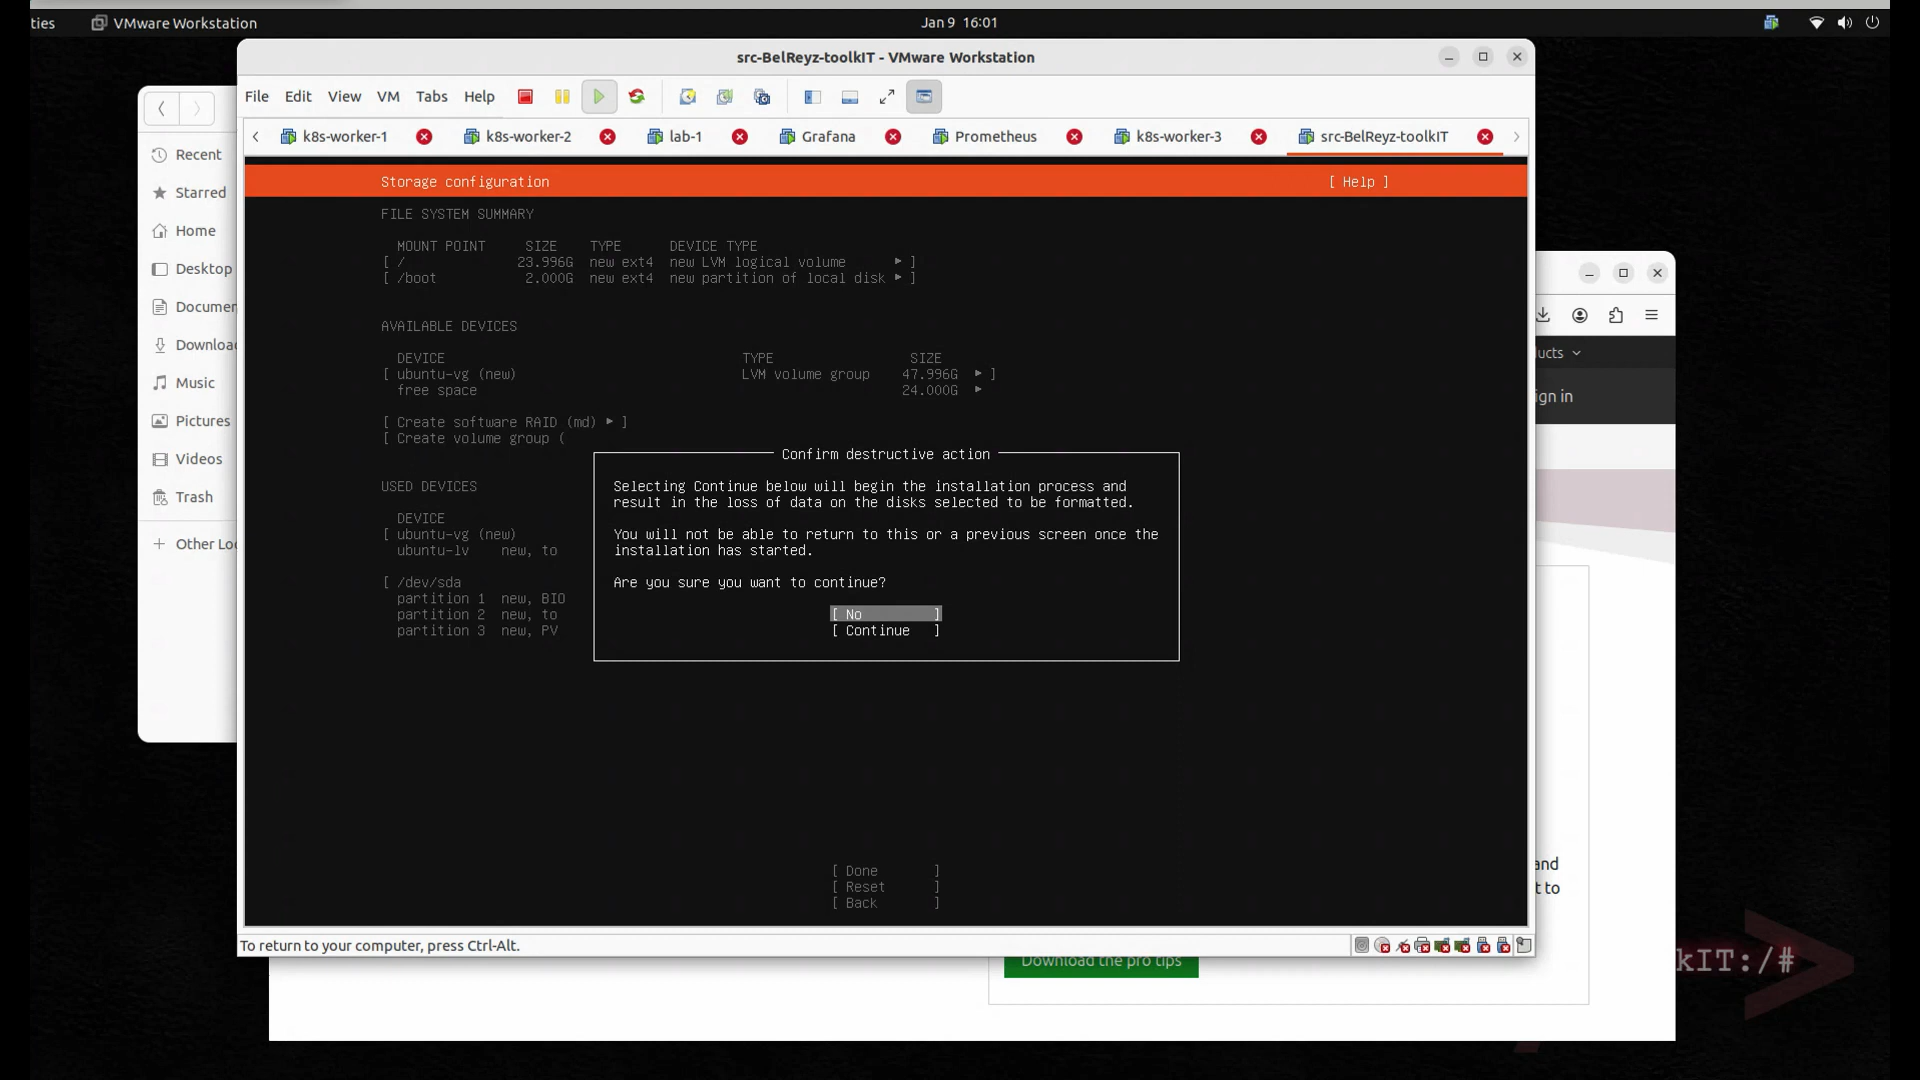 ties
VMware Workstation
Jan 9 16:01
src-BelReyz-toolkIT - VMware Workstation
File Edit View VM Tabs Help
k8s-worker-1
k8s-worker-2
lab-1
Grafana
Prometheus
k8s-worker-3
src-BelReyz-toolkIT
Recent
Starred
Home
Desktop
Documen
Downloa
Music
Pictures
Videos
Trash
+ Other Loc
Storage configuration [ Help ]
FILE SYSTEM SUMMARY
MOUNT POINT SIZE TYPE DEVICE TYPE
[ / 23.996G new ext4 new LVM logical volume ▸ ]
[ /boot 2.000G new ext4 new partition of local disk ▸ ]
AVAILABLE DEVICES
DEVICE TYPE SIZE
[ ubuntu-vg (new) LVM volume group 47.996G ▸ ]
free space 24.000G ▸
[ Create software RAID (md) ▸ ]
[ Create volume group (
USED DEVICES
DEVICE
[ ubuntu-vg (new)
ubuntu-lv new, to
[ /dev/sda
partition 1 new, BIO
partition 2 new, to
partition 3 new, PV
Confirm destructive action
Selecting Continue below will begin the installation process and
result in the loss of data on the disks selected to be formatted.
You will not be able to return to this or a previous screen once the
installation has started.
Are you sure you want to continue?
[ No ]
[ Continue ]
[ Done ]
[ Reset ]
[ Back ]
To return to your computer, press Ctrl-Alt.
ucts
ign in
and
t to
Download the pro tips
kIT:/#